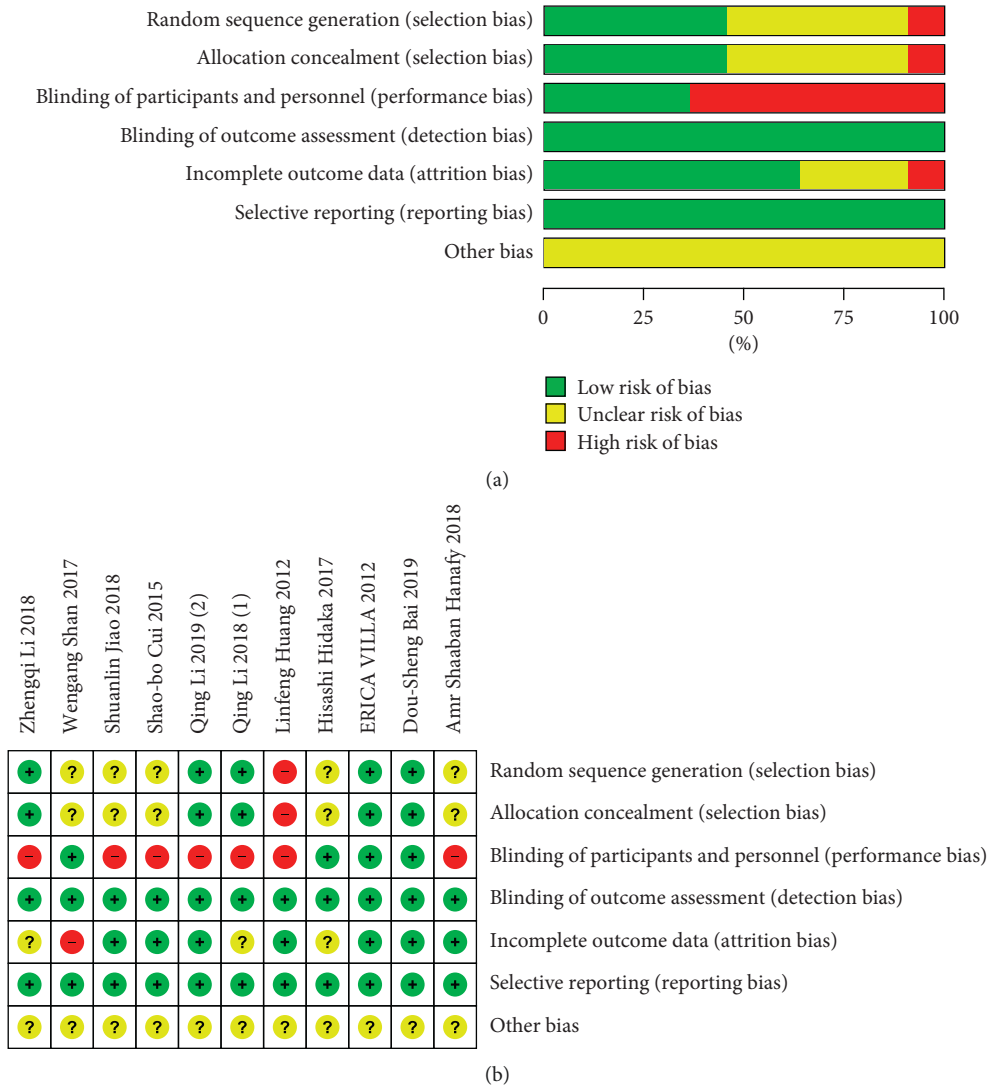 Random sequence generation (selection bias)
Allocation concealment (selection bias)
Blinding of participants and personnel (performance bias)
Blinding of outcome assessment (detection bias)
Incomplete outcome data (attrition bias)
Selective reporting (reporting bias)
Other bias
0 25 50 75 100
(%)
Low risk of bias
Unclear risk of bias
High risk of bias
(a)
Zhengqi Li 2018
Wengang Shan 2017
Shuanlin Jiao 2018
Shao-bo Cui 2015
Qing Li 2019 (2)
Qing Li 2018 (1)
Linfeng Huang 2012
Hisashi Hidaka 2017
ERICA VILLA 2012
Dou-Sheng Bai 2019
Amr Shaaban Hanafy 2018
+ ? ? ? + + − ? + + ? Random sequence generation (selection bias)
+ ? ? ? + + − ? + + ? Allocation concealment (selection bias)
− + − − − − − + + + − Blinding of participants and personnel (performance bias)
+ + + + + + + + + + + Blinding of outcome assessment (detection bias)
? − + + + ? + ? + + + Incomplete outcome data (attrition bias)
+ + + + + + + + + + + Selective reporting (reporting bias)
? ? ? ? ? ? ? ? ? ? ? Other bias
(b)